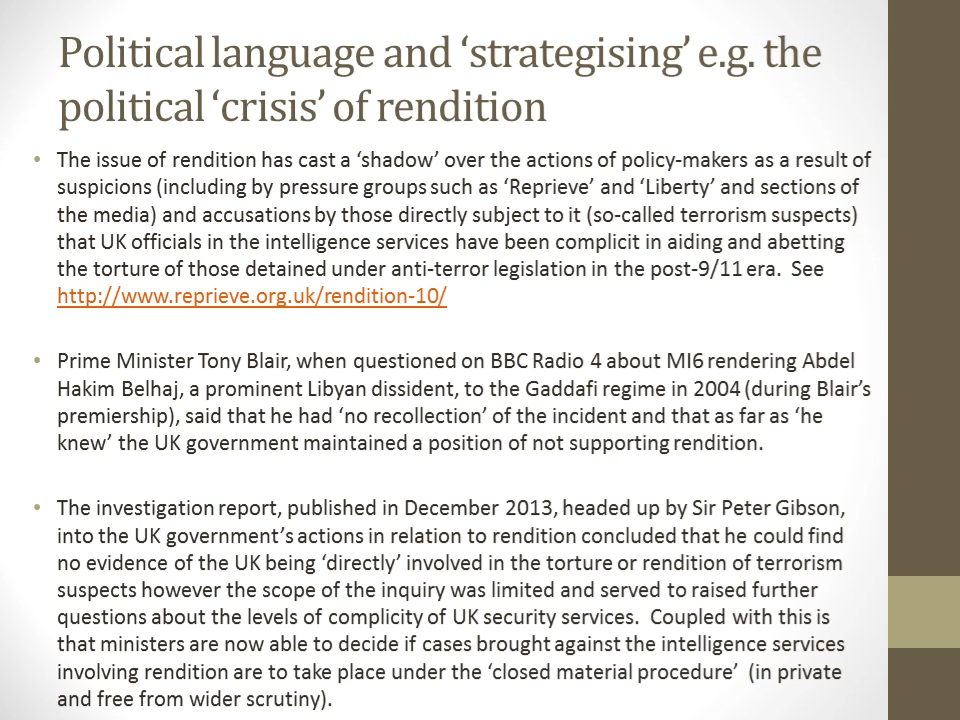 Political language and ‘strategising’ e.g. the
political ‘crisis’ of rendition
• The issue of rendition has cast a ‘shadow’ over the actions of policy-makers as a result of
suspicions (including by pressure groups such as ‘Reprieve’ and ‘Liberty’ and sections of
the media) and accusations by those directly subject to it (so-called terrorism suspects)
that UK officials in the intelligence services have been complicit in aiding and abetting
the torture of those detained under anti-terror legislation in the post-9/11 era.  See
http://www.reprieve.org.uk/rendition-10/
• Prime Minister Tony Blair, when questioned on BBC Radio 4 about MI6 rendering Abdel
Hakim Belhaj, a prominent Libyan dissident, to the Gaddafi regime in 2004 (during Blair’s
premiership), said that he had ‘no recollection’ of the incident and that as far as ‘he
knew’ the UK government maintained a position of not supporting rendition.
• The investigation report, published in December 2013, headed up by Sir Peter Gibson,
into the UK government’s actions in relation to rendition concluded that he could find
no evidence of the UK being ‘directly’ involved in the torture or rendition of terrorism
suspects however the scope of the inquiry was limited and served to raised further
questions about the levels of complicity of UK security services.  Coupled with this is
that ministers are now able to decide if cases brought against the intelligence services
involving rendition are to take place under the ‘closed material procedure’  (in private
and free from wider scrutiny).